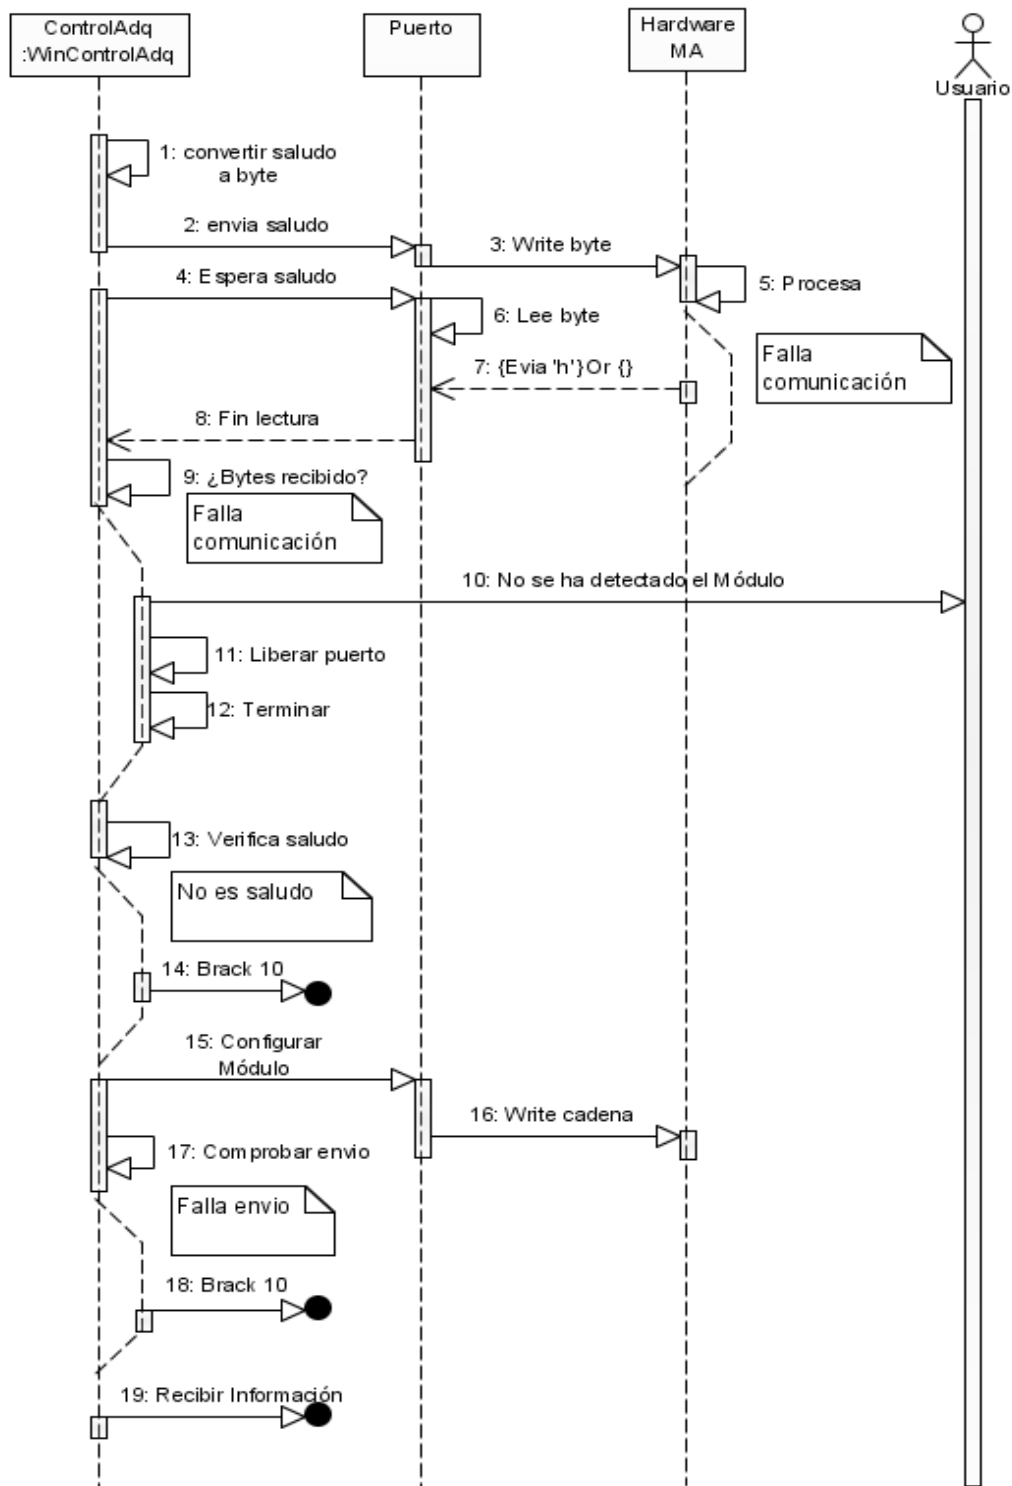 ControlAdq
:WinControlAdq
Puerto
Hardware
MA
Usuario
1: convertir saludo
a byte
2: envia saludo
3: Write byte
4: Espera saludo
5: Procesa
6: Lee byte
Falla
comunicación
7: {Evia 'h'}Or {}
8: Fin lectura
9: ¿Bytes recibido?
Falla
comunicación
10: No se ha detectado el Módulo
11: Liberar puerto
12: Terminar
13: Verifica saludo
No es saludo
14: Brack 10
15: Configurar
Módulo
16: Write cadena
17: Comprobar envio
Falla envio
18: Brack 10
19: Recibir Información